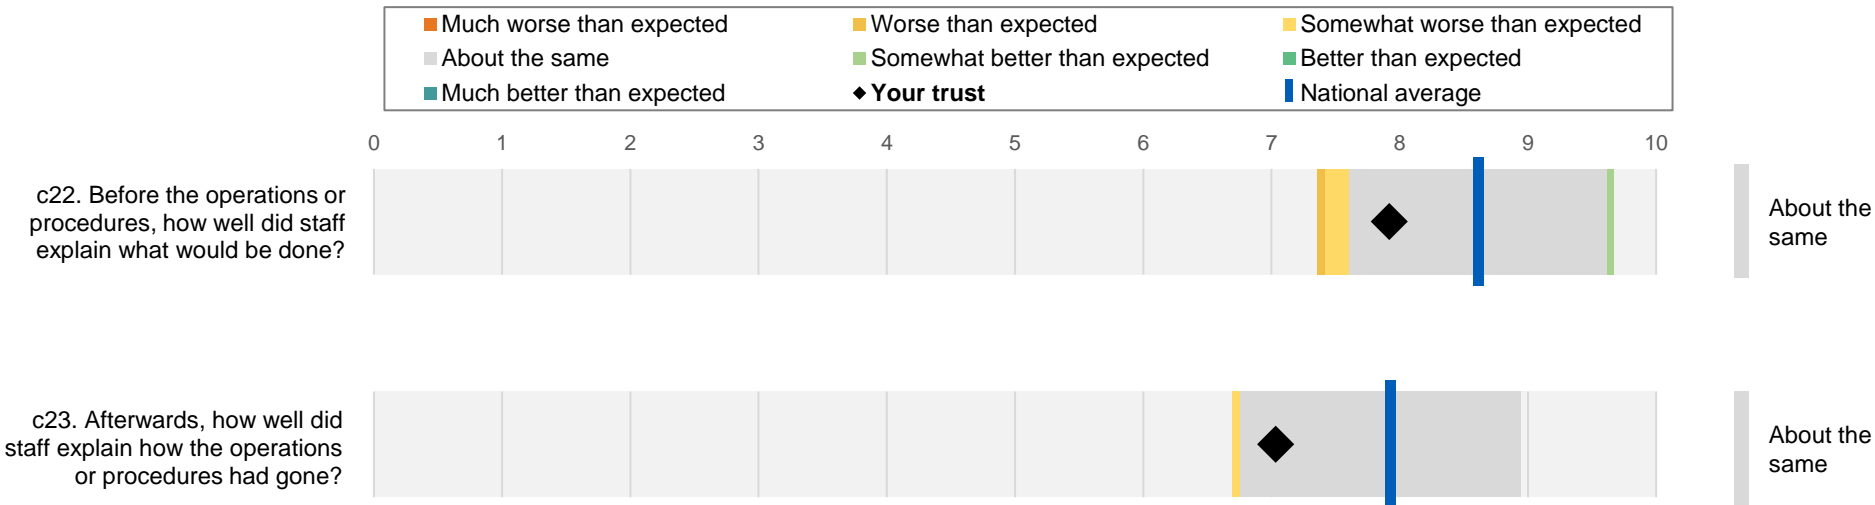 Much worse than expected
Worse than expected
Somewhat worse than expected
About the same
Somewhat better than expected
Better than expected
Much better than expected
Your trust
National average
0 1 2 3 4 5 6 7 8 9 10
c22. Before the operations or
procedures, how well did staff
explain what would be done?
About the
same
c23. Afterwards, how well did
staff explain how the operations
or procedures had gone?
About the
same